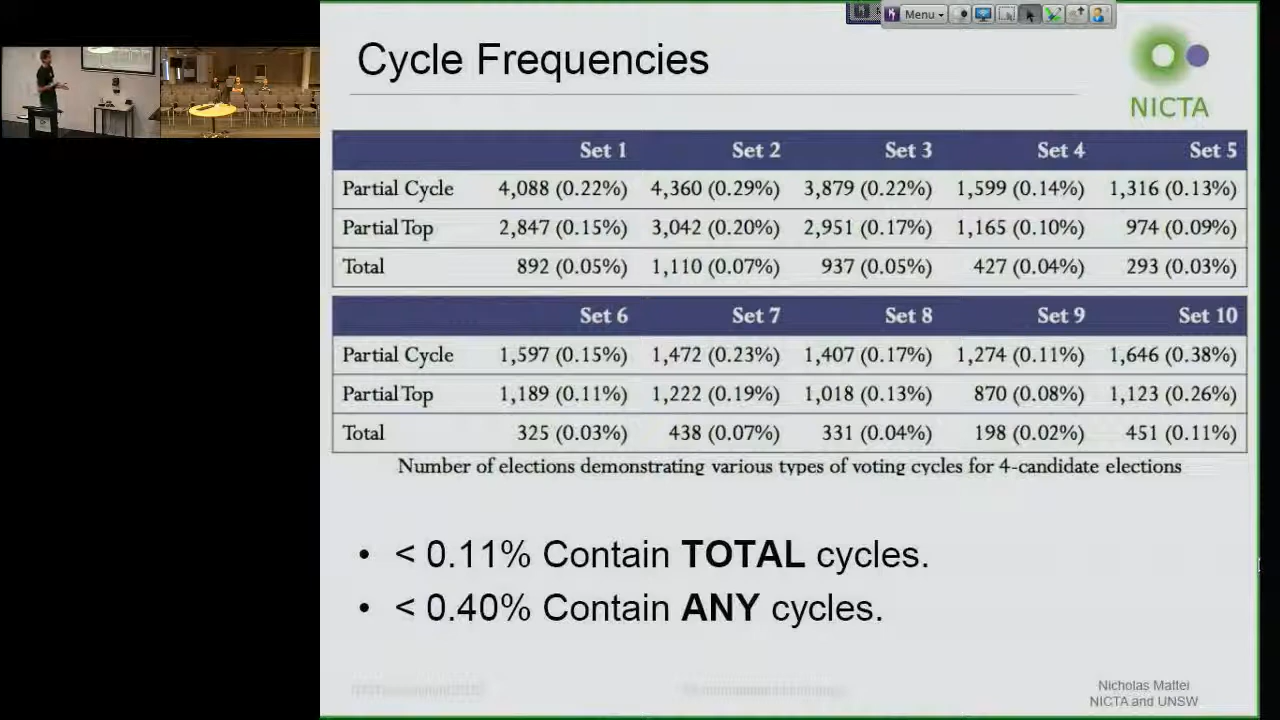 Menu
Cycle Frequencies
NICTA
Set 1 Set 2 Set 3 Set 4 Set 5
Partial Cycle 4,088 (0.22%) 4,360 (0.29%) 3,879 (0.22%) 1,599 (0.14%) 1,316 (0.13%)
Partial Top 2,847 (0.15%) 3,042 (0.20%) 2,951 (0.17%) 1,165 (0.10%) 974 (0.09%)
Total 892 (0.05%) 1,110 (0.07%) 937 (0.05%) 427 (0.04%) 293 (0.03%)
Set 6 Set 7 Set 8 Set 9 Set 10
Partial Cycle 1,597 (0.15%) 1,472 (0.23%) 1,407 (0.17%) 1,274 (0.11%) 1,646 (0.38%)
Partial Top 1,189 (0.11%) 1,222 (0.19%) 1,018 (0.13%) 870 (0.08%) 1,123 (0.26%)
Total 325 (0.03%) 438 (0.07%) 331 (0.04%) 198 (0.02%) 451 (0.11%)
Number of elections demonstrating various types of voting cycles for 4-candidate elections
• < 0.11% Contain TOTAL cycles.
• < 0.40% Contain ANY cycles.
Nicholas Mattei
NICTA and UNSW